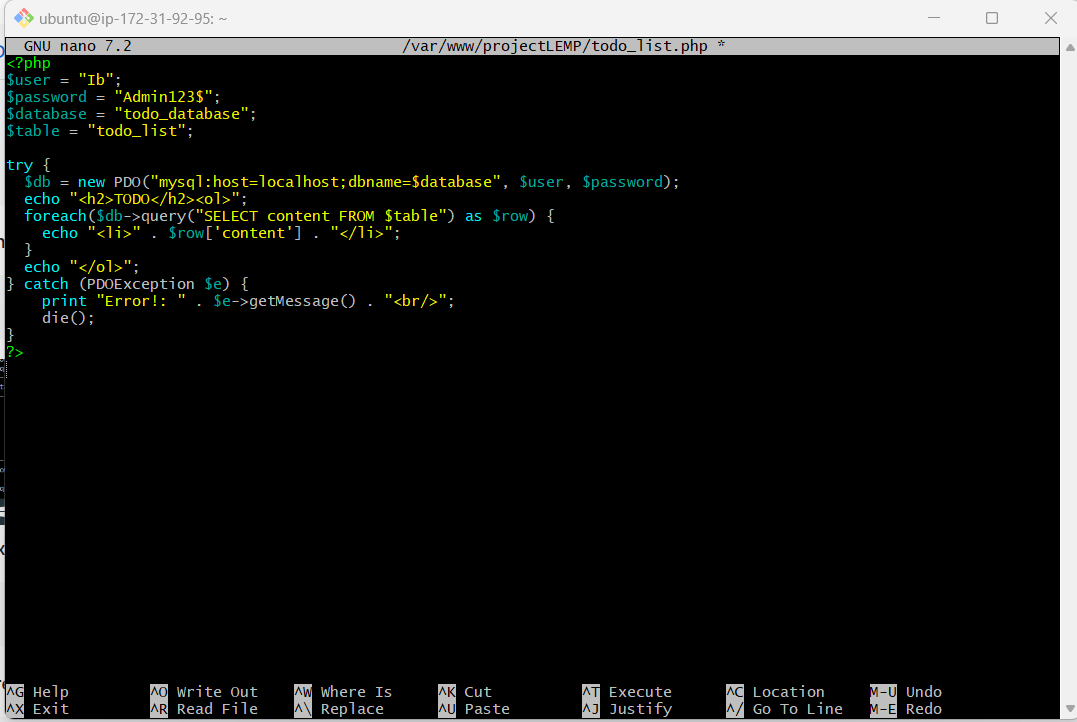 ubuntu@ip-172-31-92-95: ~
GNU nano 7.2 /var/www/projectLEMP/todo_list.php *
<?php
$user = "Ib";
$password = "Admin123$";
$database = "todo_database";
$table = "todo_list";

try {
  $db = new PDO("mysql:host=localhost;dbname=$database", $user, $password);
  echo "<h2>TODO</h2><ol>";
  foreach($db->query("SELECT content FROM $table") as $row) {
    echo "<li>" . $row['content'] . "</li>";
  }
  echo "</ol>";
} catch (PDOException $e) {
    print "Error!: " . $e->getMessage() . "<br/>";
    die();
}
?>
^G Help ^O Write Out ^W Where Is ^K Cut ^T Execute ^C Location M-U Undo
^X Exit ^R Read File ^\ Replace ^U Paste ^J Justify ^/ Go To Line M-E Redo